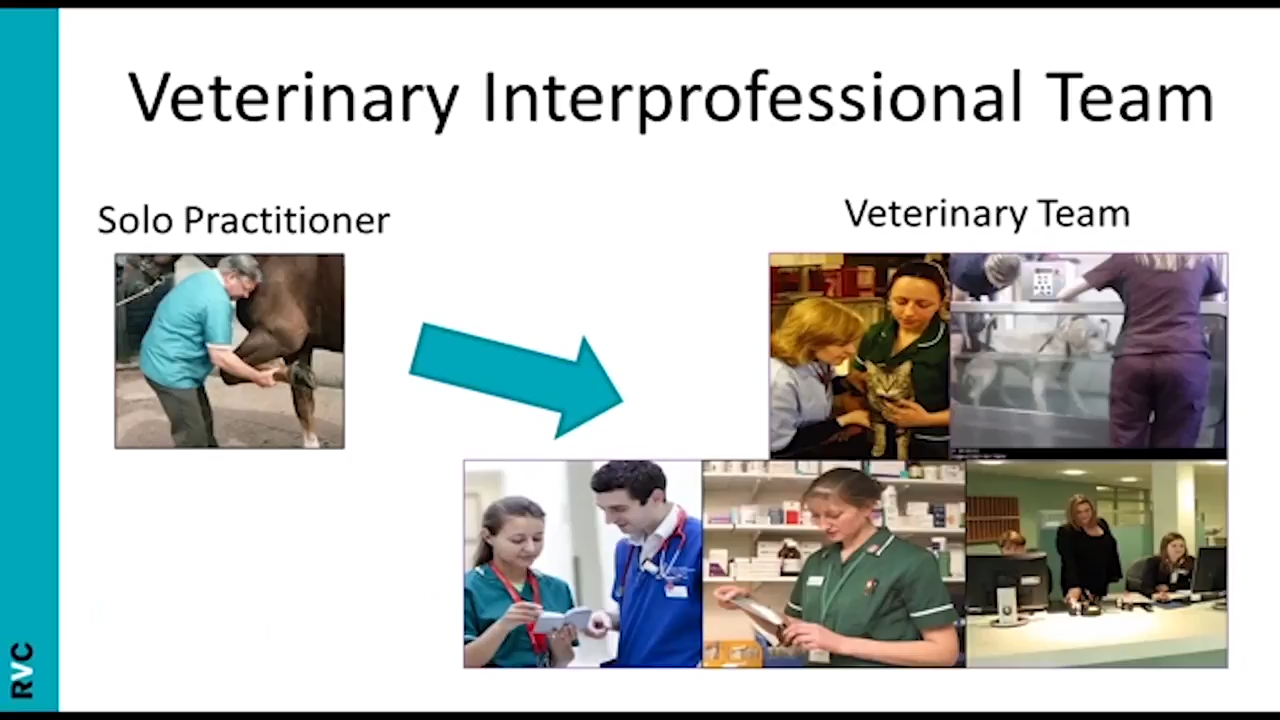 Veterinary Interprofessional Team
Solo Practitioner
Veterinary Team
RVC